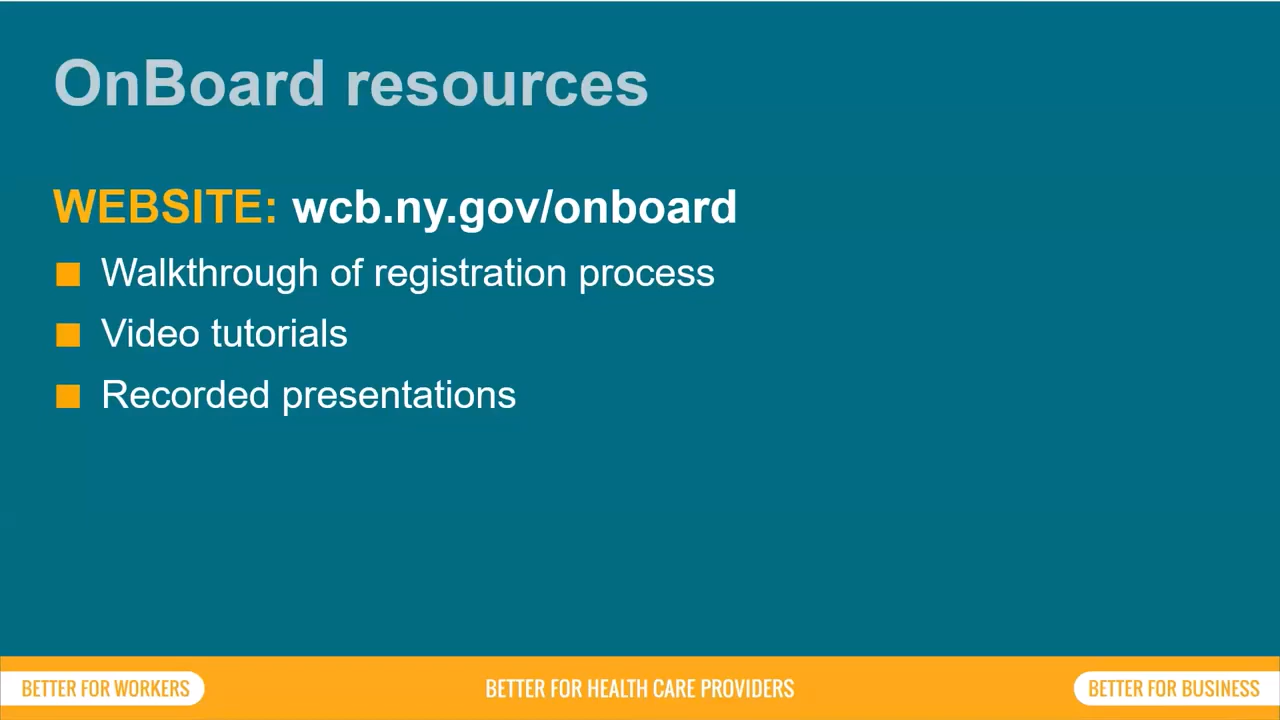 OnBoard resources
WEBSITE: wcb.ny.gov/onboard
Walkthrough of registration process
Video tutorials
Recorded presentations
BETTER FOR WORKERS
BETTER FOR HEALTH CARE PROVIDERS
BETTER FOR BUSINESS